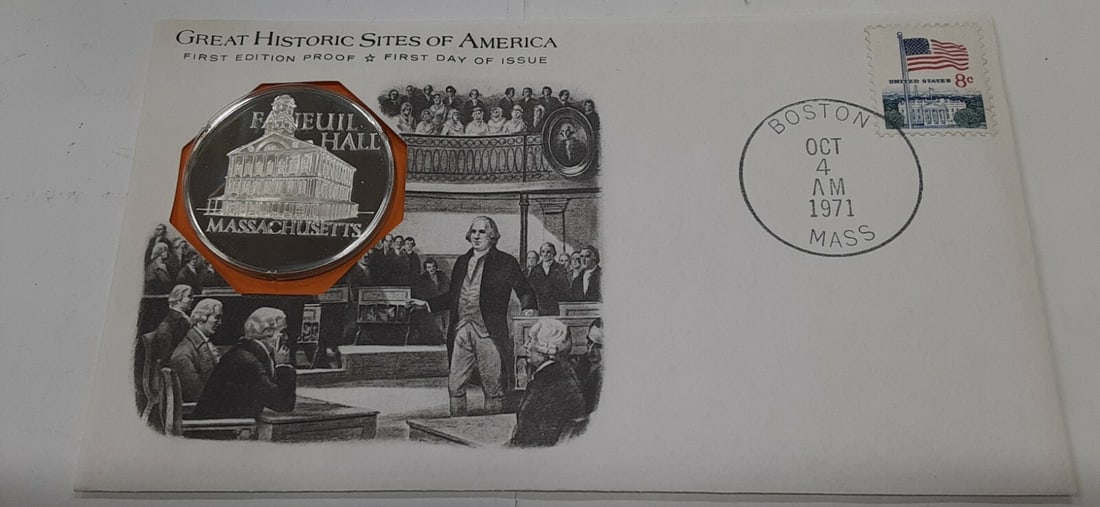 GREAT HISTORIC SITES OF AMERICA
FIRST EDITION PROOF ☆ FIRST DAY OF ISSUE
FANEUIL
HALL
MASSACHUSETTS
UNITED STATES 8c
BOSTON
OCT
4
AM
1971
MASS